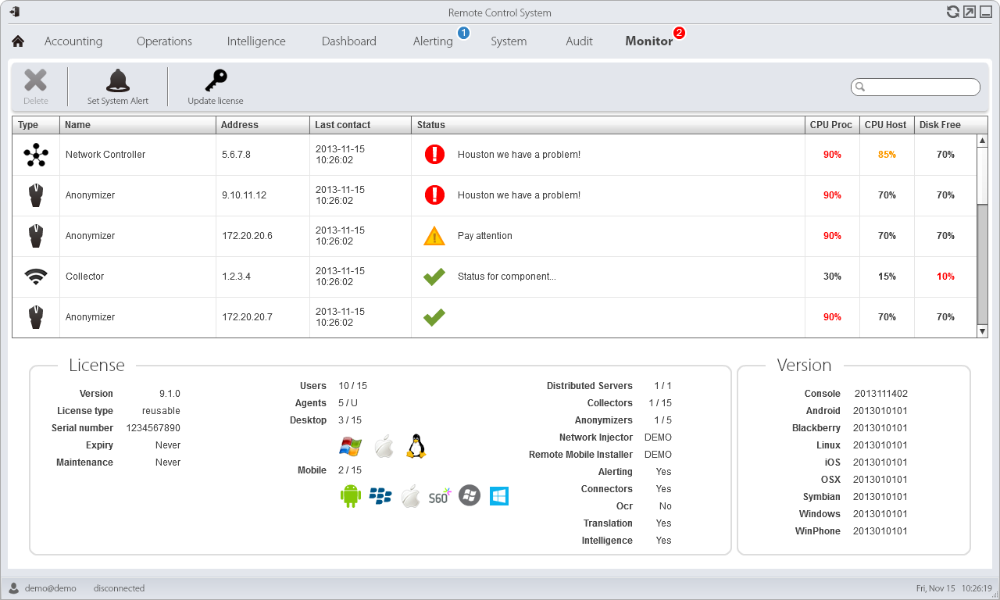 Remote Control System
Accounting Operations Intelligence Dashboard Alerting 1 System Audit Monitor 2
Delete Set System Alert Update license
Type Name Address Last contact Status CPU Proc CPU Host Disk Free
Network Controller 5.6.7.8 2013-11-15 10:26:02 Houston we have a problem! 90% 85% 70%
Anonymizer 9.10.11.12 2013-11-15 10:26:02 Houston we have a problem! 90% 70% 70%
Anonymizer 172.20.20.6 2013-11-15 10:26:02 Pay attention 90% 70% 70%
Collector 1.2.3.4 2013-11-15 10:26:02 Status for component... 30% 15% 10%
Anonymizer 172.20.20.7 2013-11-15 10:26:02 90% 70% 70%
License
Version 9.1.0
License type reusable
Serial number 1234567890
Expiry Never
Maintenance Never
Users 10 / 15
Agents 5 / U
Desktop 3 / 15
Mobile 2 / 15
S60
Distributed Servers 1 / 1
Collectors 1 / 15
Anonymizers 1 / 5
Network Injector DEMO
Remote Mobile Installer DEMO
Alerting Yes
Connectors Yes
Ocr No
Translation Yes
Intelligence Yes
Version
Console 2013111402
Android 2013010101
Blackberry 2013010101
Linux 2013010101
iOS 2013010101
OSX 2013010101
Symbian 2013010101
Windows 2013010101
WinPhone 2013010101
demo@demo disconnected Fri, Nov 15 10:26:19